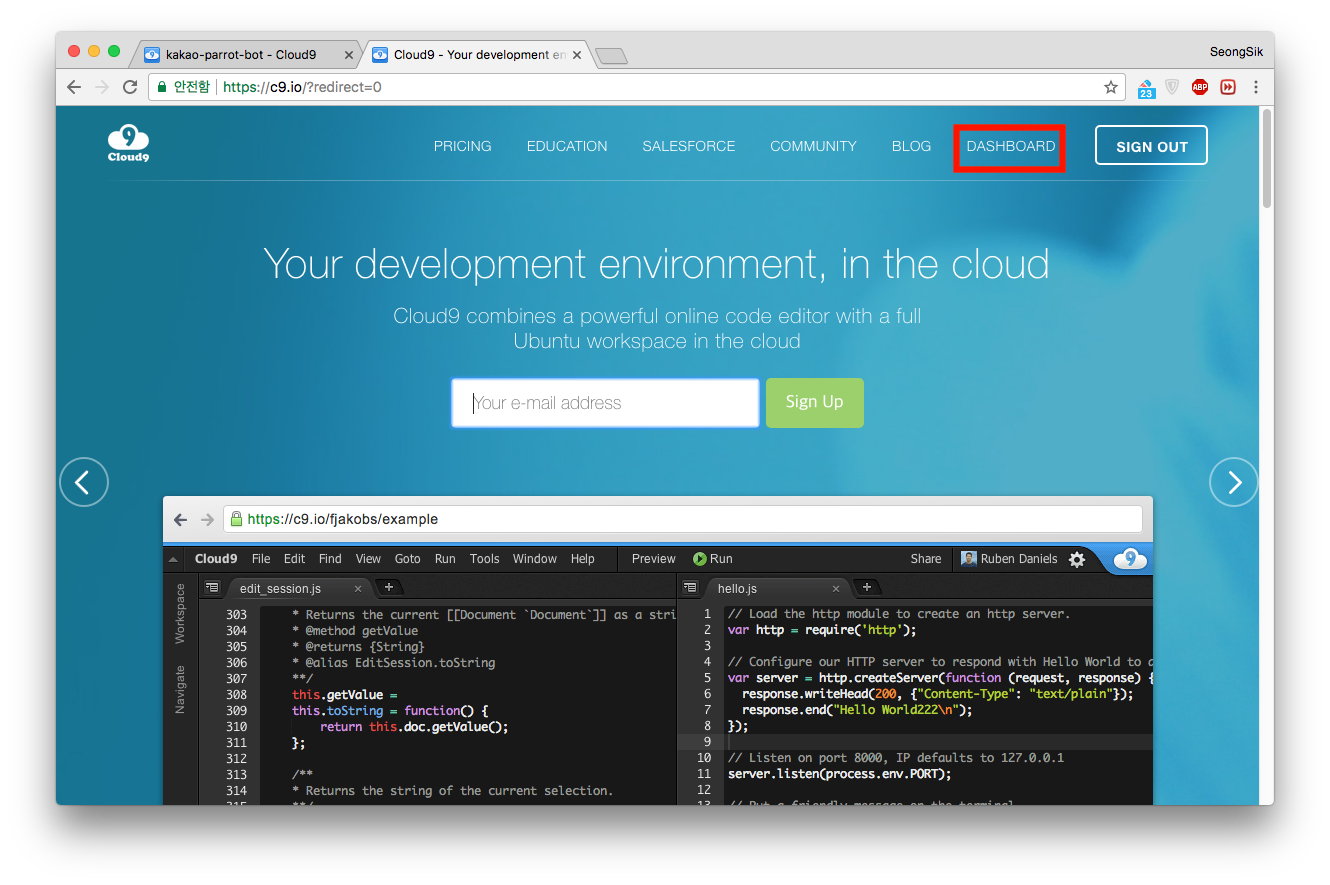 kakao-parrot-bot - Cloud9
Cloud9 - Your development en
SeongSik
안전함 https://c9.io/?redirect=0
23
ABP
9
Cloud9
PRICING EDUCATION SALESFORCE COMMUNITY BLOG DASHBOARD SIGN OUT
Your development environment, in the cloud
Cloud9 combines a powerful online code editor with a full
Ubuntu workspace in the cloud
Your e-mail address
Sign Up
https://c9.io/fjakobs/example
Cloud9 File Edit Find View Goto Run Tools Window Help Preview Run Share Ruben Daniels 9
Workspace
Navigate
edit_session.js
303 * Returns the current [[Document `Document`]] as a stri
304 * @method getValue
305 * @returns {String}
306 * @alias EditSession.toString
307 **/
308 this.getValue =
309 this.toString = function() {
310 return this.doc.getValue();
311 };
312
313 /**
314 * Returns the string of the current selection.
315 **/
hello.js
1 // Load the http module to create an http server.
2 var http = require('http');
3
4 // Configure our HTTP server to respond with Hello World to a
5 var server = http.createServer(function (request, response) {
6 response.writeHead(200, {"Content-Type": "text/plain"});
7 response.end("Hello World222\n");
8 });
9
10 // Listen on port 8000, IP defaults to 127.0.0.1
11 server.listen(process.env.PORT);
12
13 // Put a friendly message on the terminal